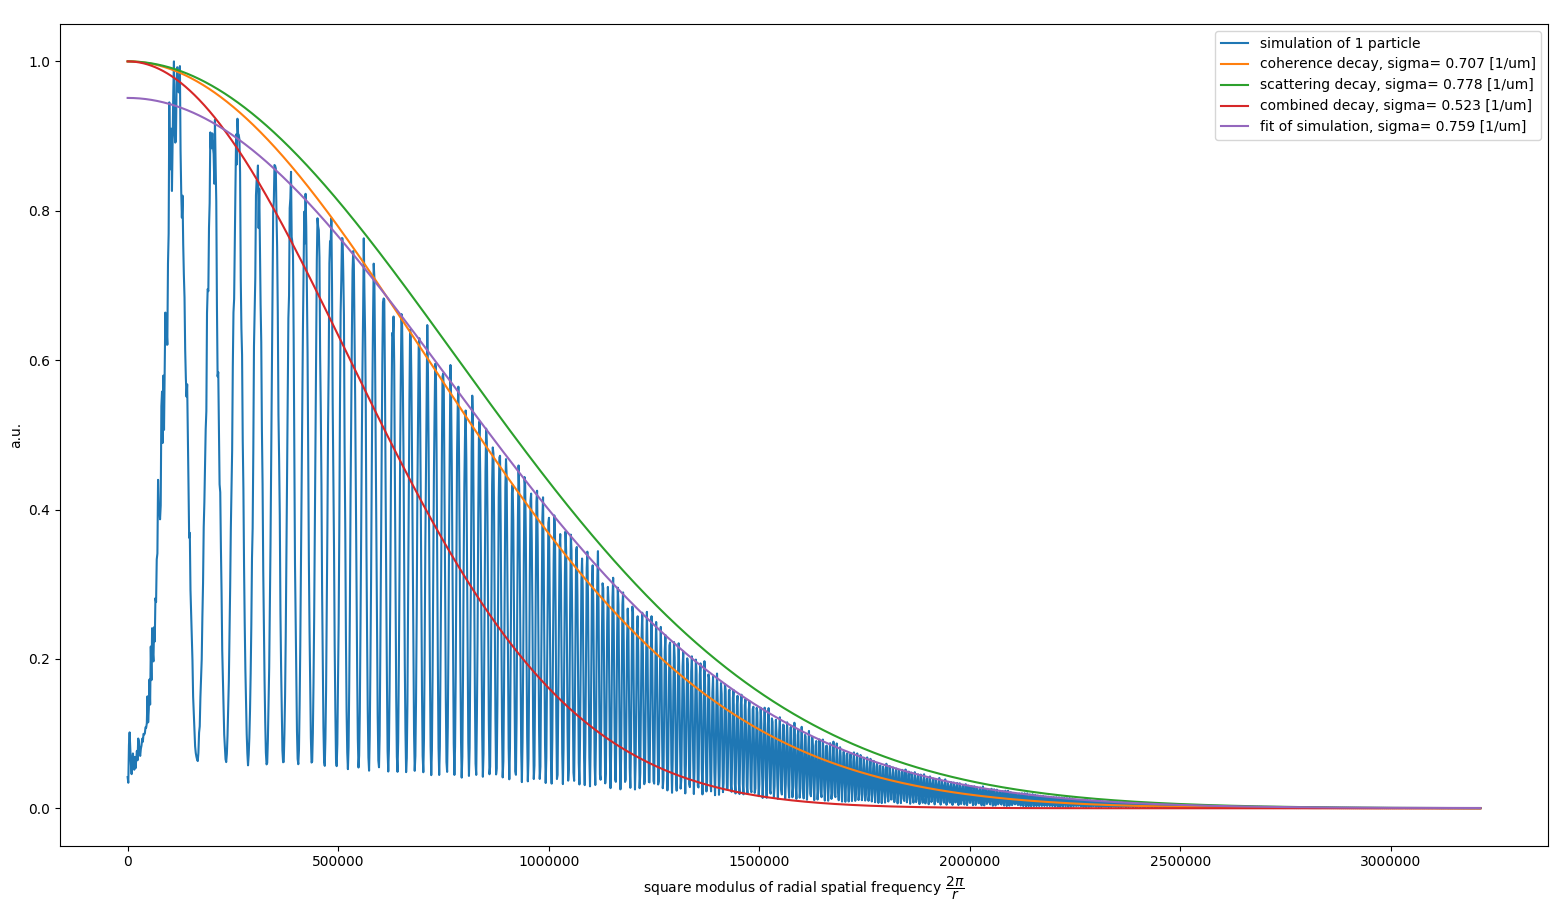 simulation of 1 particle
coherence decay, sigma= 0.707 [1/um]
scattering decay, sigma= 0.778 [1/um]
combined decay, sigma= 0.523 [1/um]
fit of simulation, sigma= 0.759 [1/um]
1.0
0.8
0.6
0.4
0.2
0.0
a.u.
0 500000 1000000 1500000 2000000 2500000 3000000
square modulus of radial spatial frequency 2π/r